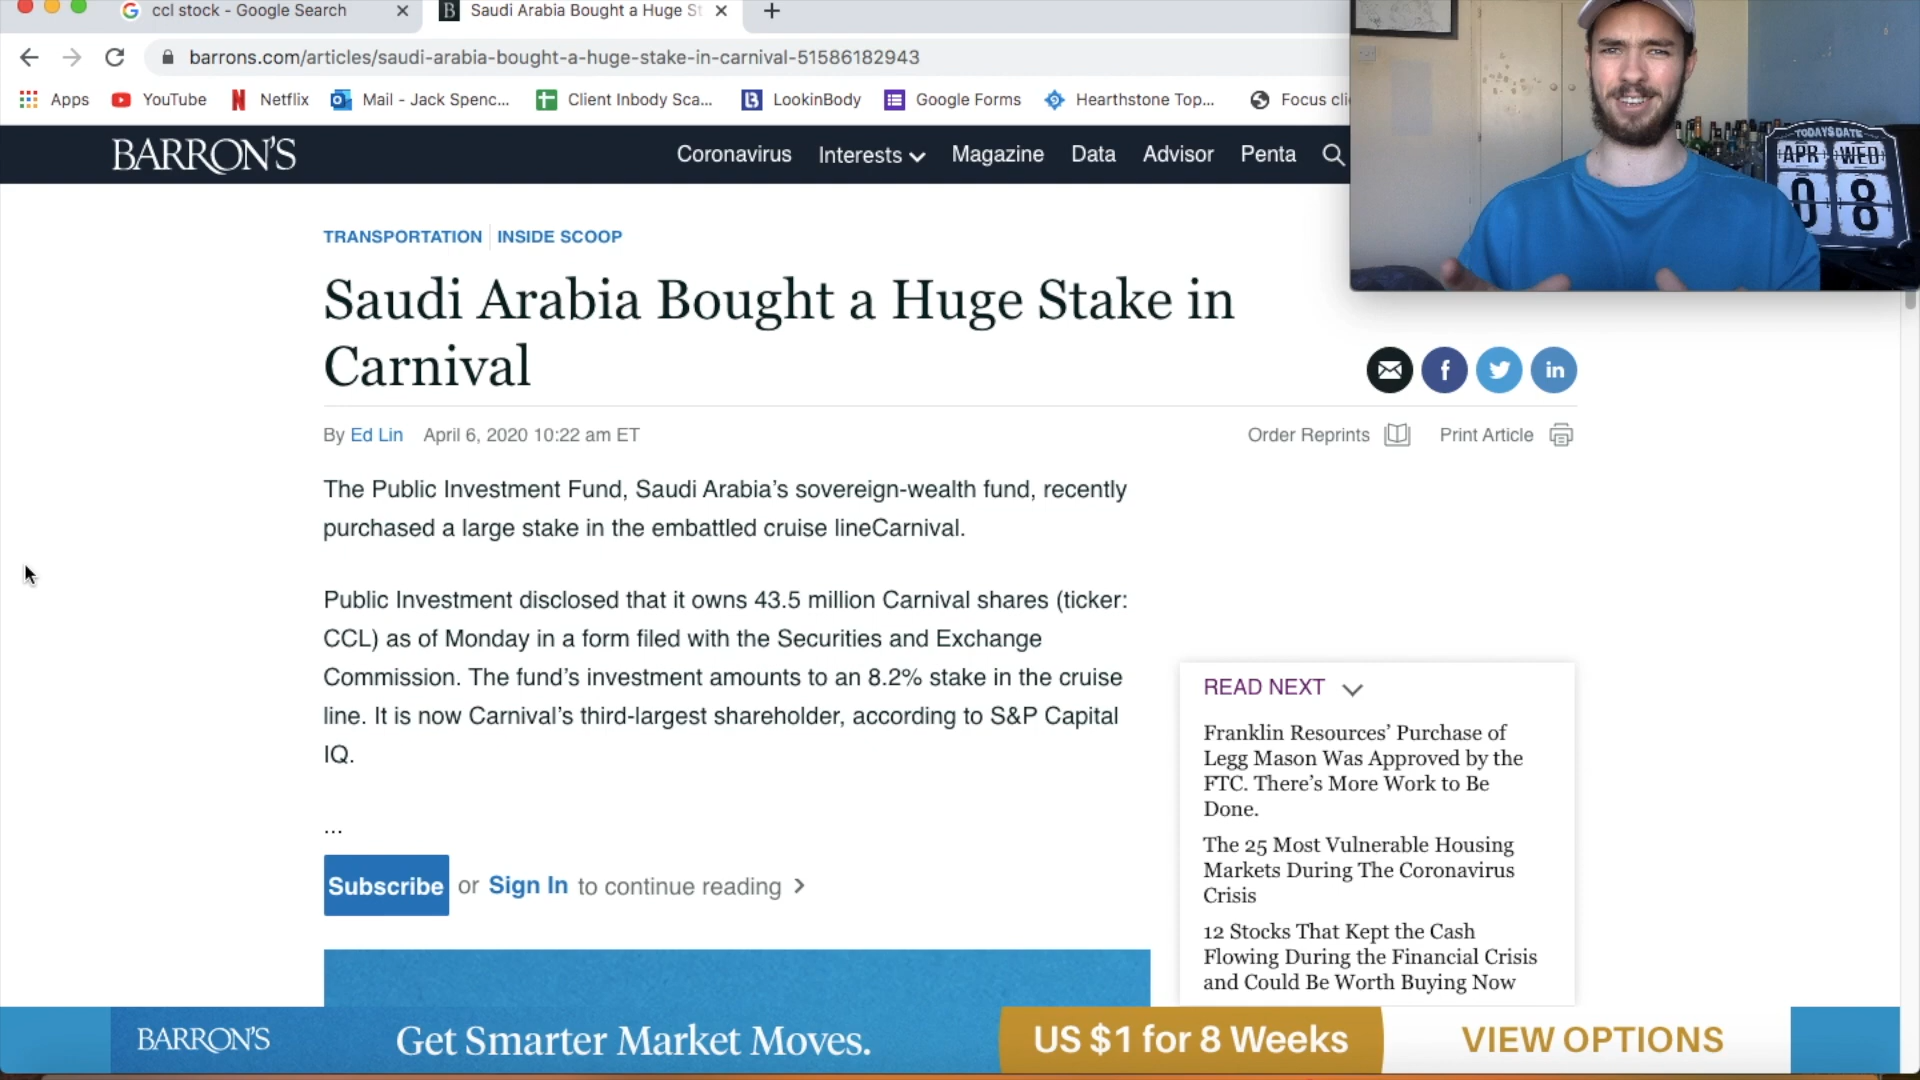 ccl stock - Google Search
Saudi Arabia Bought a Huge St
barrons.com/articles/saudi-arabia-bought-a-huge-stake-in-carnival-51586182943
Apps
YouTube
Netflix
Mail - Jack Spenc...
Client Inbody Sca...
LookinBody
Google Forms
Hearthstone Top...
Focus cli
BARRON'S
Coronavirus
Interests
Magazine
Data
Advisor
Penta
TODAYS DATE
APR WED
08
TRANSPORTATION | INSIDE SCOOP
Saudi Arabia Bought a Huge Stake in
Carnival
By Ed Lin April 6, 2020 10:22 am ET
Order Reprints
Print Article
The Public Investment Fund, Saudi Arabia’s sovereign-wealth fund, recently
purchased a large stake in the embattled cruise lineCarnival.
Public Investment disclosed that it owns 43.5 million Carnival shares (ticker:
CCL) as of Monday in a form filed with the Securities and Exchange
Commission. The fund’s investment amounts to an 8.2% stake in the cruise
line. It is now Carnival’s third-largest shareholder, according to S&P Capital
IQ.
...
Subscribe or Sign In to continue reading >
READ NEXT
Franklin Resources’ Purchase of
Legg Mason Was Approved by the
FTC. There’s More Work to Be
Done.
The 25 Most Vulnerable Housing
Markets During The Coronavirus
Crisis
12 Stocks That Kept the Cash
Flowing During the Financial Crisis
and Could Be Worth Buying Now
BARRON'S
Get Smarter Market Moves.
US $1 for 8 Weeks
VIEW OPTIONS